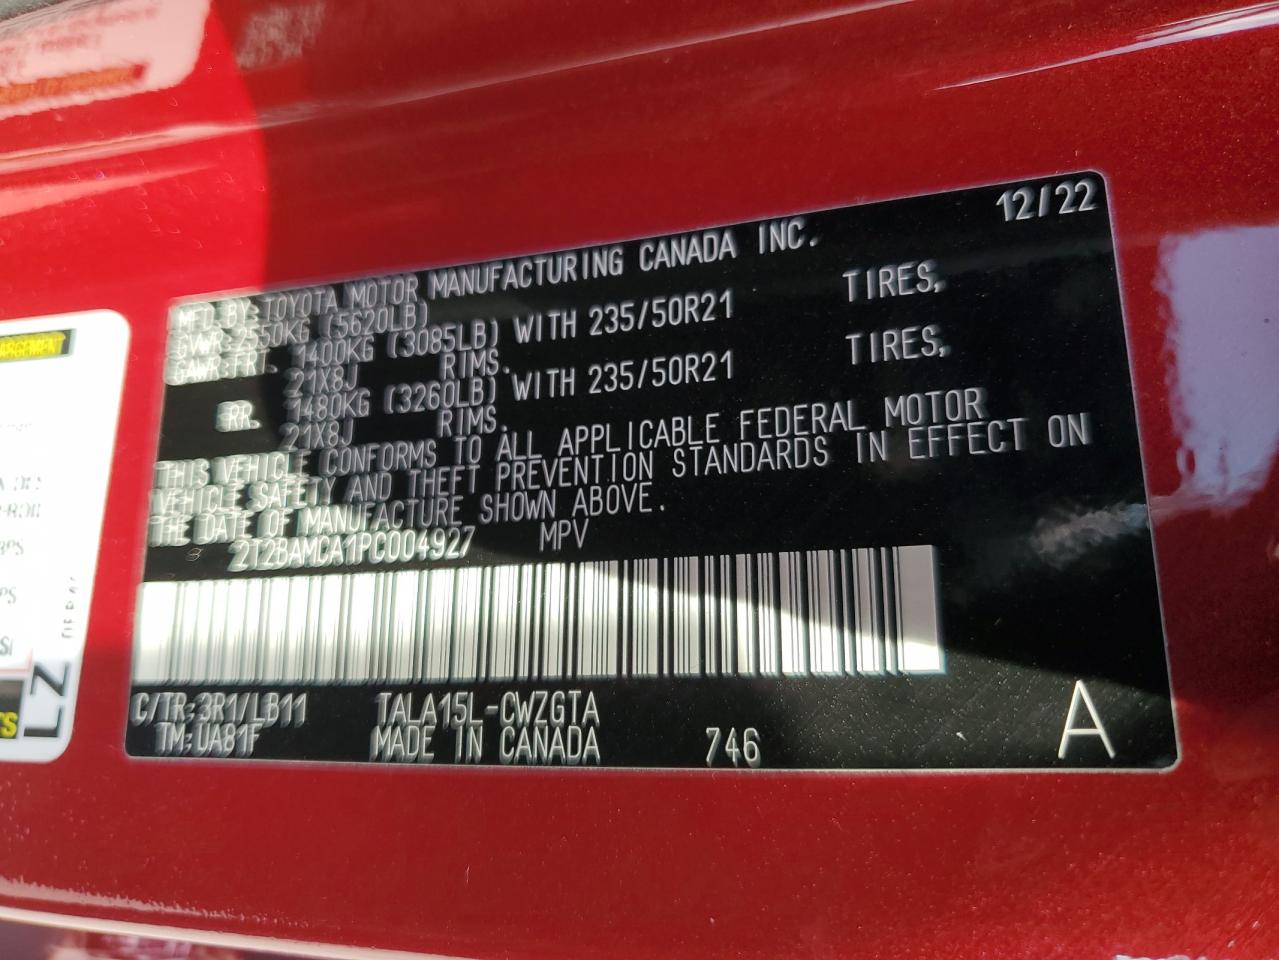 12/22
MFD.BY:TOYOTA MOTOR MANUFACTURING CANADA INC.
GVWR:2550KG (5620LB)
GAWR:FRT. 1400KG (3085LB) WITH 235/50R21 TIRES,
21X8J RIMS.
RR. 1480KG (3260LB) WITH 235/50R21 TIRES,
21X8J RIMS.
THIS VEHICLE CONFORMS TO ALL APPLICABLE FEDERAL MOTOR
VEHICLE SAFETY AND THEFT PREVENTION STANDARDS IN EFFECT ON
THE DATE OF MANUFACTURE SHOWN ABOVE.
2T2BAMCA1PC004927 MPV
C/TR:3R1/LB11 TALA15L-CWZGTA
TM:UA81F MADE IN CANADA 746 A
LZ